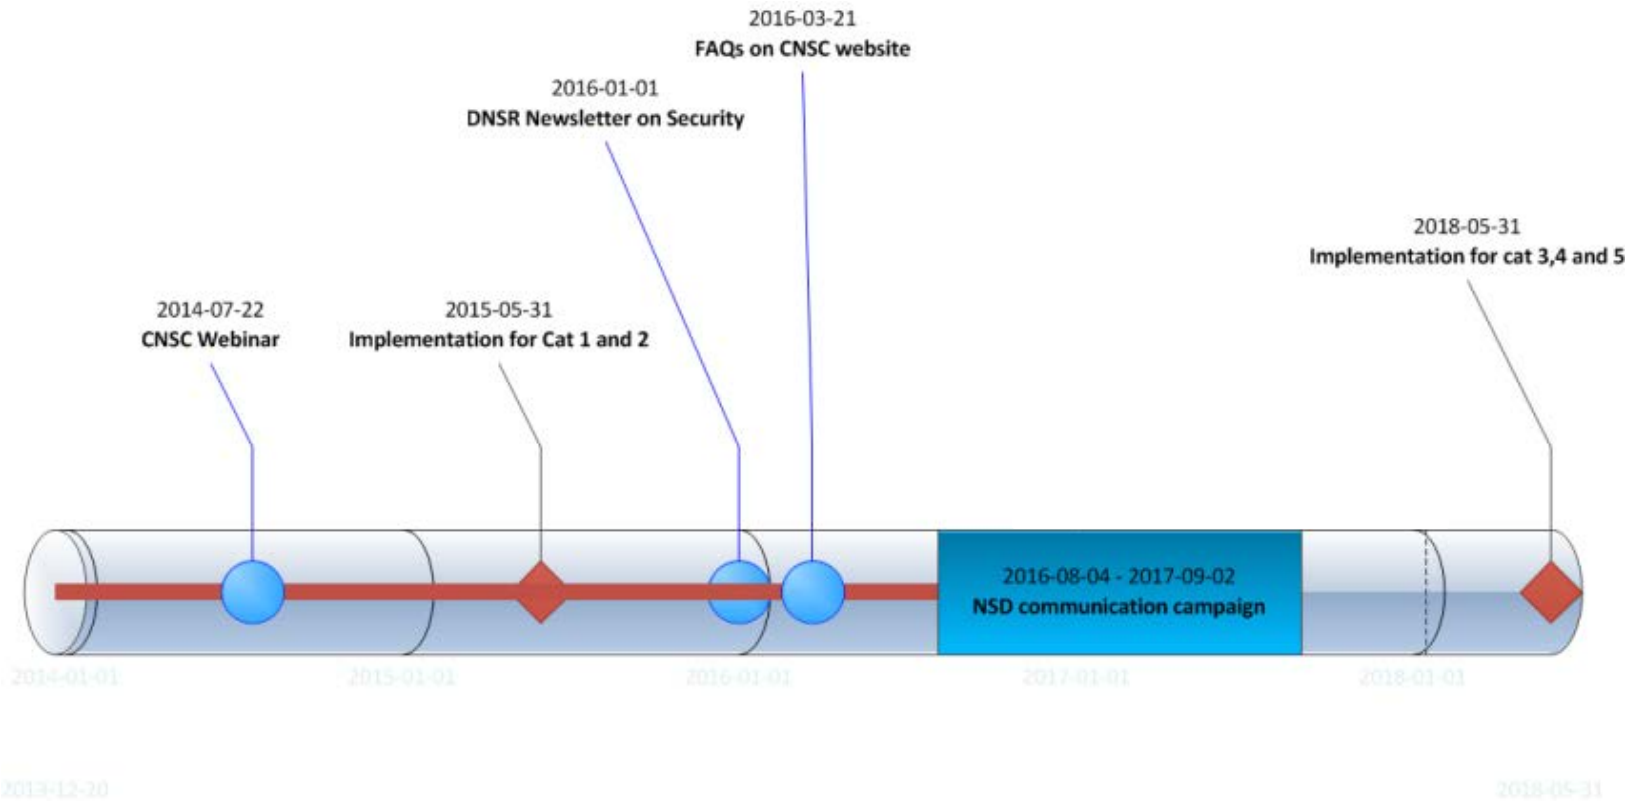 2016-03-21
FAQs on CNSC website
2016-01-01
DNSR Newsletter on Security
2018-05-31
Implementation for cat 3,4 and 5
2014-07-22
CNSC Webinar
2015-05-31
Implementation for Cat 1 and 2
2016-08-04 - 2017-09-02
NSD communication campaign
2014-01-01
2015-01-01
2016-01-01
2017-01-01
2018-01-01
2013-12-20
2018-05-31